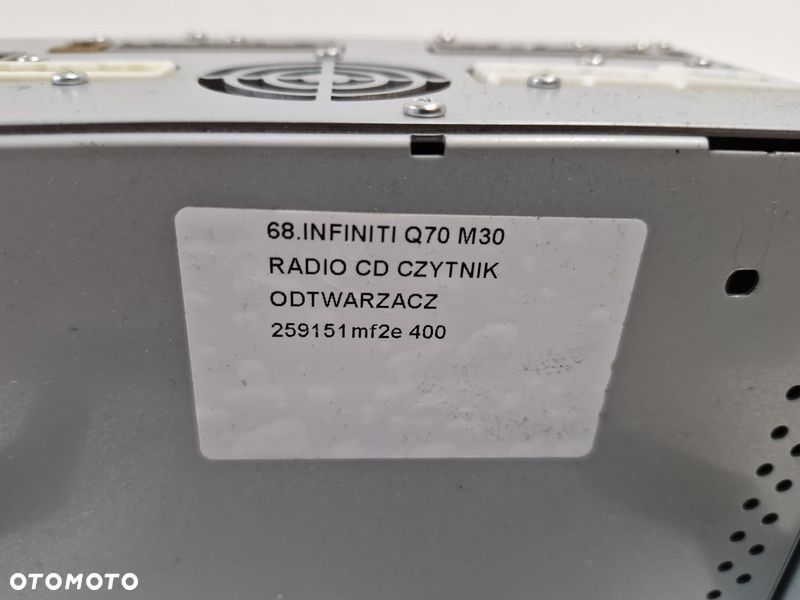 68.INFINITI Q70 M30
RADIO CD CZYTNIK
ODTWARZACZ
259151mf2e 400
OTOMOTO